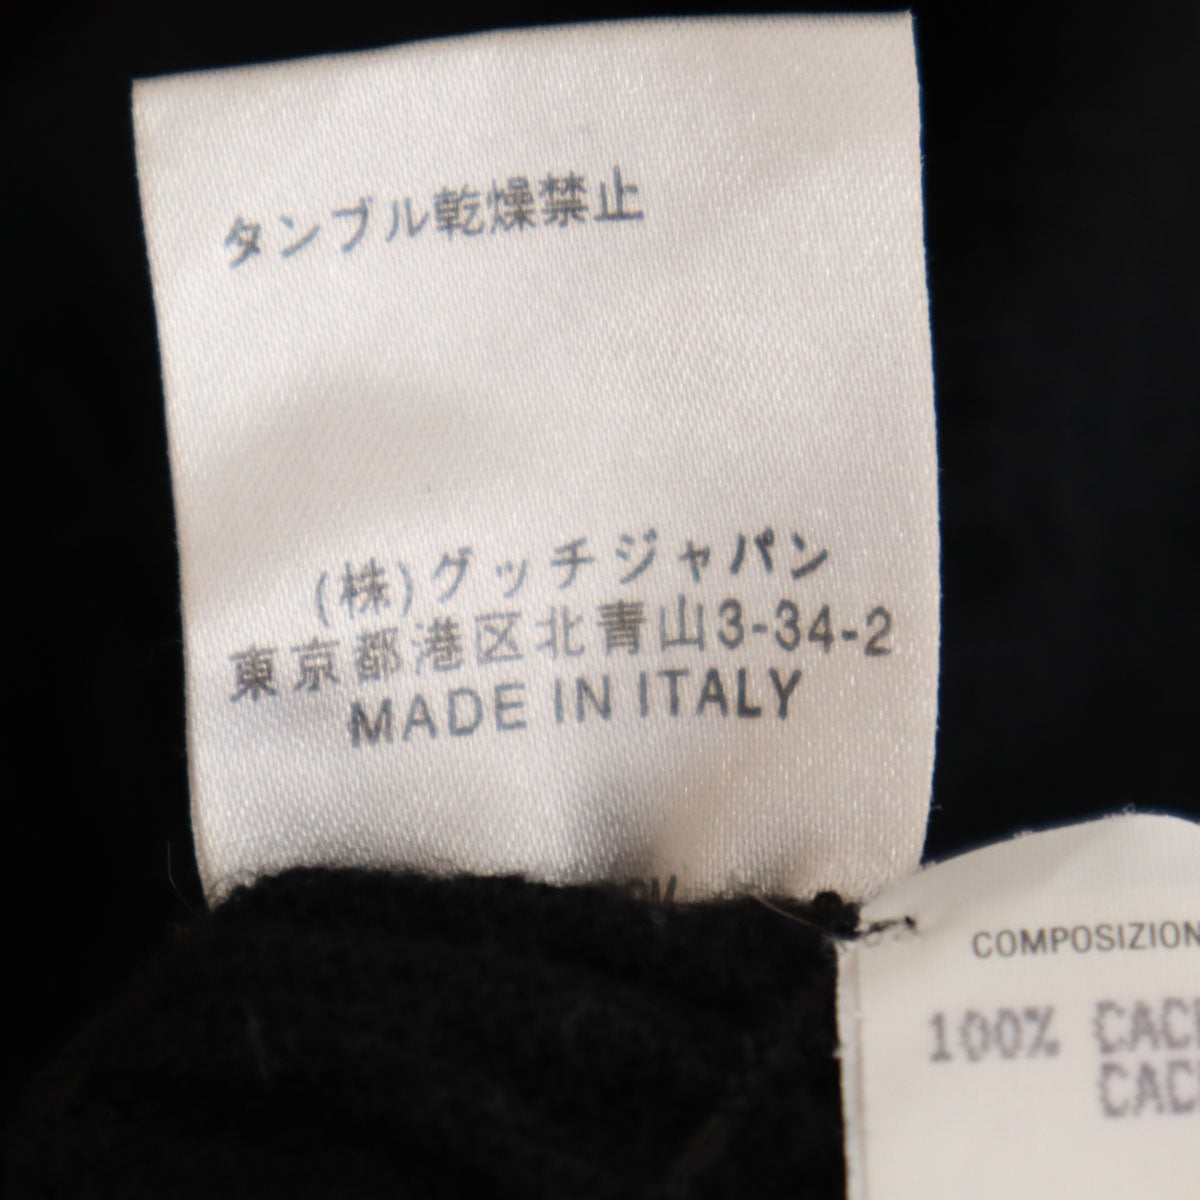 タンブル乾燥禁止
(株)グッチジャパン
東京都港区北青山3-34-2
MADE IN ITALY
COMPOSIZION
100% CACH
CAC